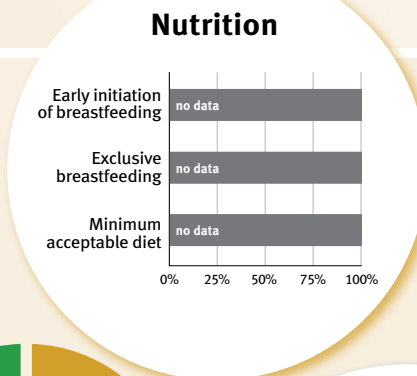 Nutrition
Early initiation
of breastfeeding
no data
Exclusive
breastfeeding
no data
Minimum
acceptable diet
no data
0% 25% 50% 75% 100%